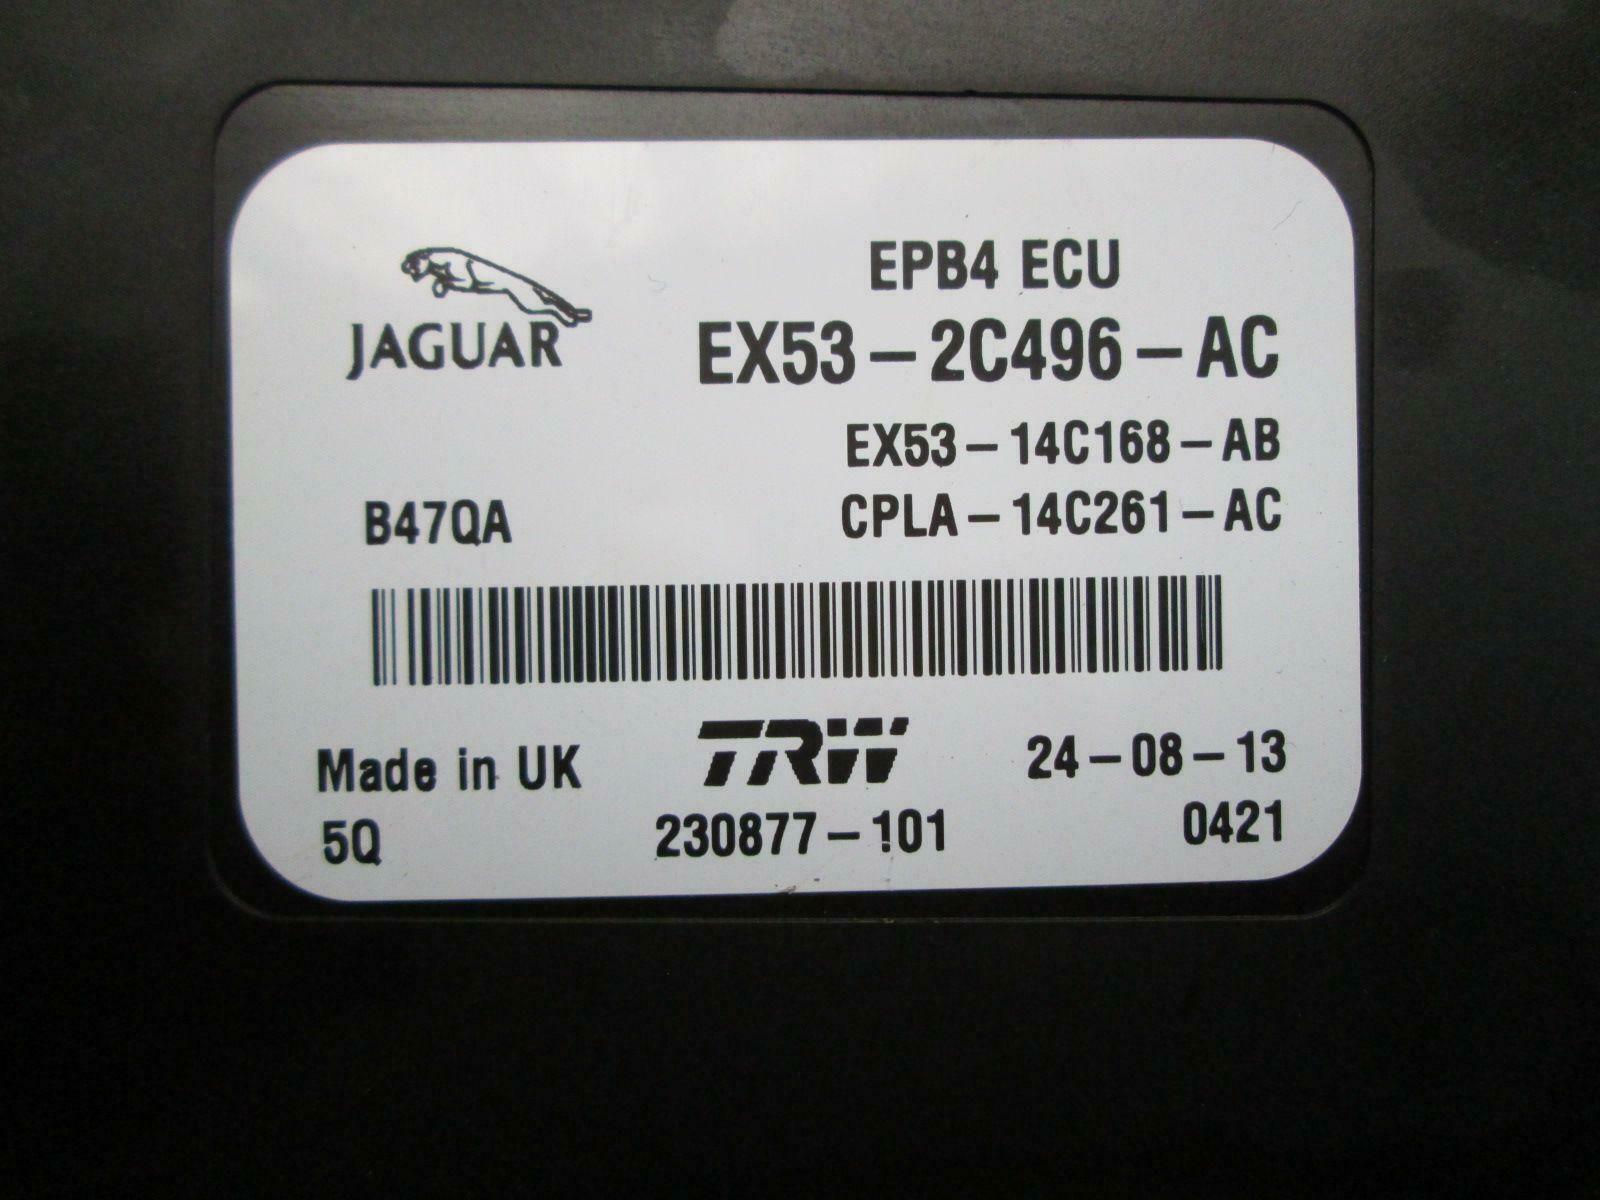 JAGUAR
EPB4 ECU
EX53-2C496-AC
EX53-14C168-AB
B47QA
CPLA-14C261-AC
Made in UK
TRW
24-08-13
5Q
230877-101
0421